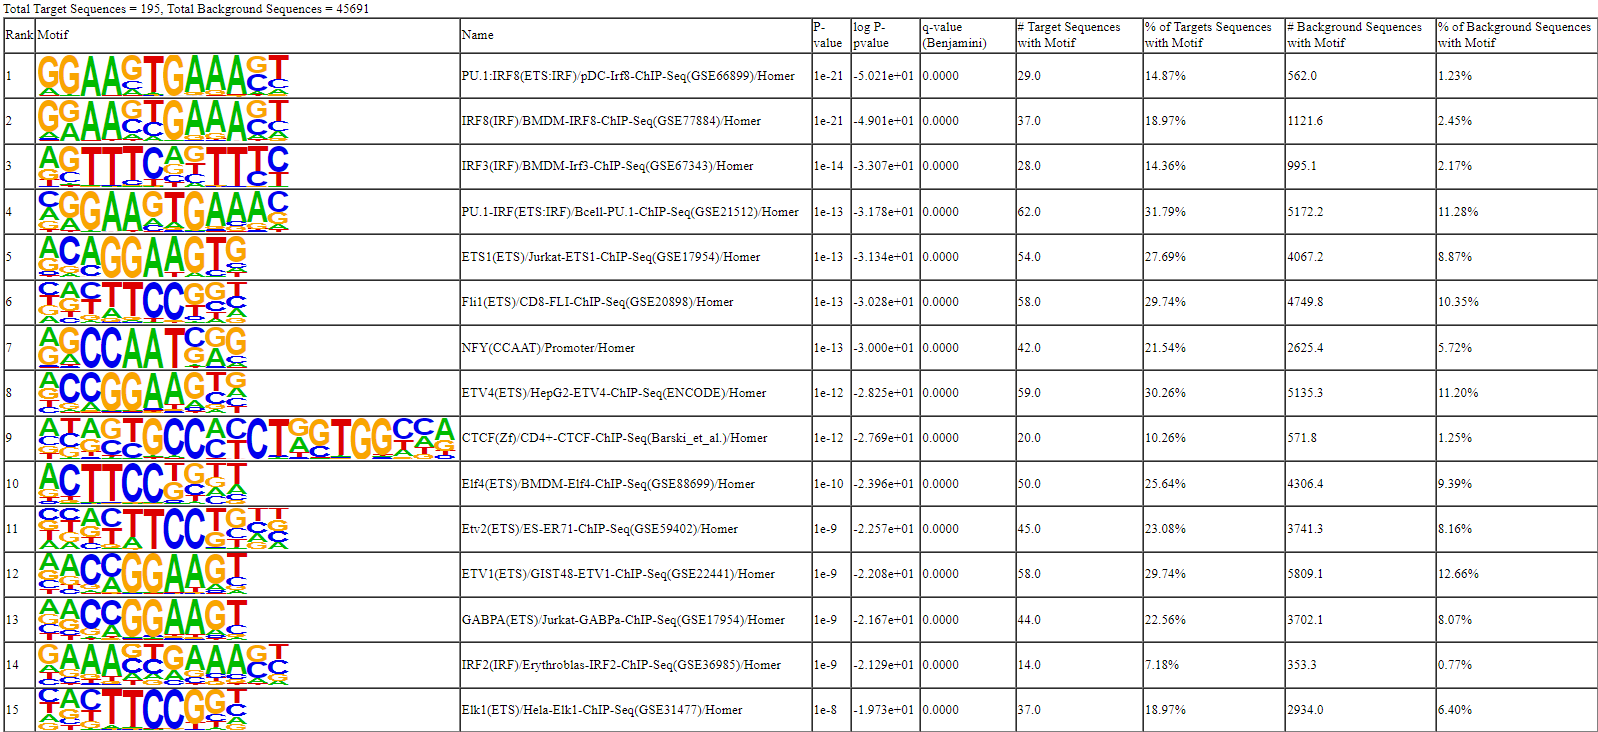 Total Target Sequences = 195, Total Background Sequences = 45691
Rank Motif Name P-value log P-pvalue q-value (Benjamini) # Target Sequences with Motif % of Targets Sequences with Motif # Background Sequences with Motif % of Background Sequences with Motif
1 GGAAGTGAAAST PU.1:IRF8(ETS:IRF)/pDC-Irf8-ChIP-Seq(GSE66899)/Homer 1e-21 -5.021e+01 0.0000 29.0 14.87% 562.0 1.23%
2 IRF8(IRF)/BMDM-IRF8-ChIP-Seq(GSE77884)/Homer 1e-21 -4.901e+01 0.0000 37.0 18.97% 1121.6 2.45%
3 IRF3(IRF)/BMDM-Irf3-ChIP-Seq(GSE67343)/Homer 1e-14 -3.307e+01 0.0000 28.0 14.36% 995.1 2.17%
4 PU.1-IRF(ETS:IRF)/Bcell-PU.1-ChIP-Seq(GSE21512)/Homer 1e-13 -3.178e+01 0.0000 62.0 31.79% 5172.2 11.28%
5 ETS1(ETS)/Jurkat-ETS1-ChIP-Seq(GSE17954)/Homer 1e-13 -3.134e+01 0.0000 54.0 27.69% 4067.2 8.87%
6 Fli1(ETS)/CD8-FLI-ChIP-Seq(GSE20898)/Homer 1e-13 -3.028e+01 0.0000 58.0 29.74% 4749.8 10.35%
7 NFY(CCAAT)/Promoter/Homer 1e-13 -3.000e+01 0.0000 42.0 21.54% 2625.4 5.72%
8 ETV4(ETS)/HepG2-ETV4-ChIP-Seq(ENCODE)/Homer 1e-12 -2.825e+01 0.0000 59.0 30.26% 5135.3 11.20%
9 CTCF(Zf)/CD4+-CTCF-ChIP-Seq(Barski_et_al.)/Homer 1e-12 -2.769e+01 0.0000 20.0 10.26% 571.8 1.25%
10 Elf4(ETS)/BMDM-Elf4-ChIP-Seq(GSE88699)/Homer 1e-10 -2.396e+01 0.0000 50.0 25.64% 4306.4 9.39%
11 Etv2(ETS)/ES-ER71-ChIP-Seq(GSE59402)/Homer 1e-9 -2.257e+01 0.0000 45.0 23.08% 3741.3 8.16%
12 ETV1(ETS)/GIST48-ETV1-ChIP-Seq(GSE22441)/Homer 1e-9 -2.208e+01 0.0000 58.0 29.74% 5809.1 12.66%
13 GABPA(ETS)/Jurkat-GABPa-ChIP-Seq(GSE17954)/Homer 1e-9 -2.167e+01 0.0000 44.0 22.56% 3702.1 8.07%
14 IRF2(IRF)/Erythroblas-IRF2-ChIP-Seq(GSE36985)/Homer 1e-9 -2.129e+01 0.0000 14.0 7.18% 353.3 0.77%
15 Elk1(ETS)/Hela-Elk1-ChIP-Seq(GSE31477)/Homer 1e-8 -1.973e+01 0.0000 37.0 18.97% 2934.0 6.40%